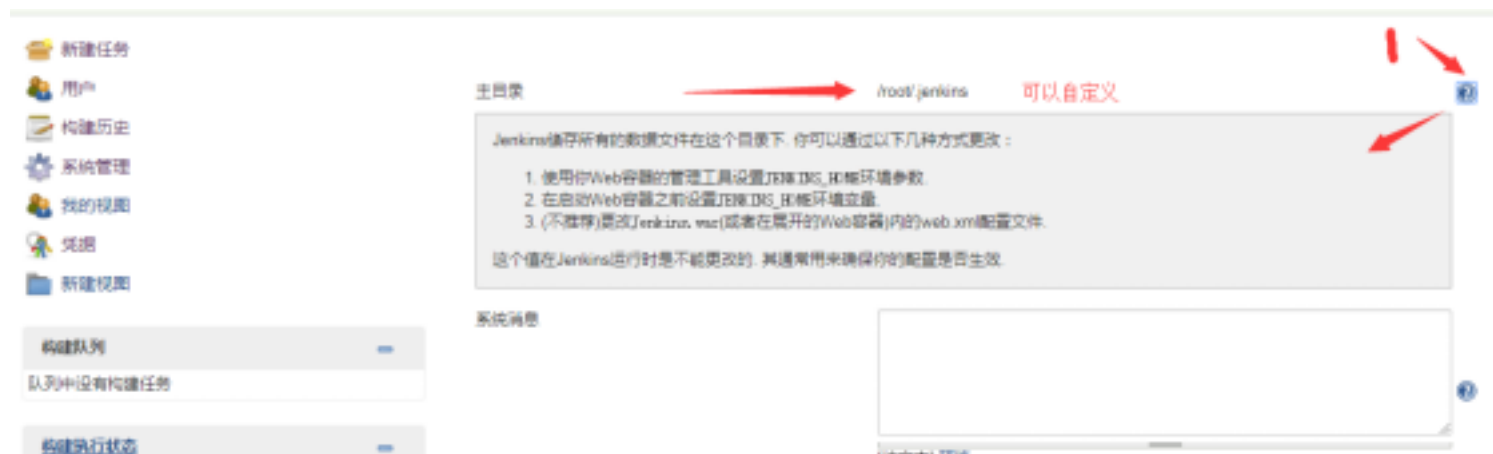 新建任务
用户
构建历史
系统管理
我的视图
凭据
新建视图
构建队列
队列中没有构建任务
构建执行状态
1
主目录
/root/.jenkins
可以自定义
Jenkins储存所有的数据文件在这个目录下. 你可以通过以下几种方式更改：
1. 使用你Web容器的管理工具设置JENKINS_HOME环境参数.
2. 在启动Web容器之前设置JENKINS_HOME环境变量.
3. (不推荐)更改Jenkins.war(或者在展开的Web容器)内的web.xml配置文件.
这个值在Jenkins运行时是不能更改的. 其通常用来确保你的配置是否生效.
系统消息